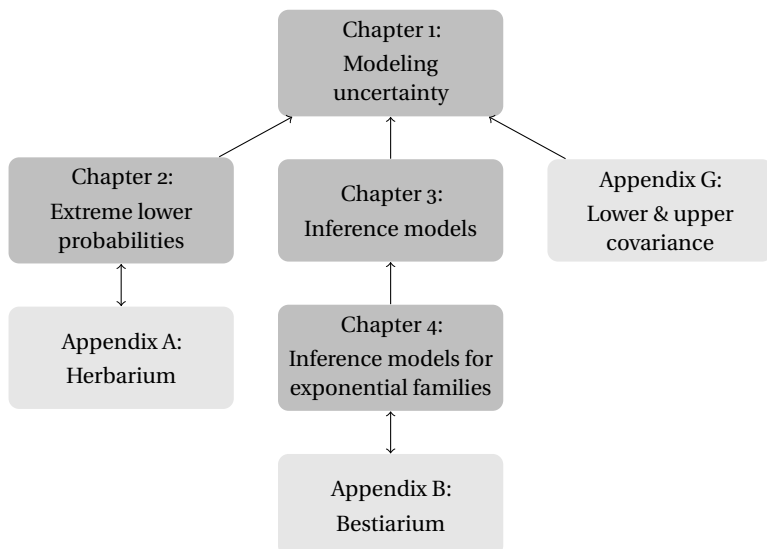 Chapter 1:
Modeling
uncertainty
Chapter 2:
Extreme lower
probabilities
Chapter 3:
Inference models
Appendix G:
Lower & upper
covariance
Appendix A:
Herbarium
Chapter 4:
Inference models for
exponential families
Appendix B:
Bestiarium